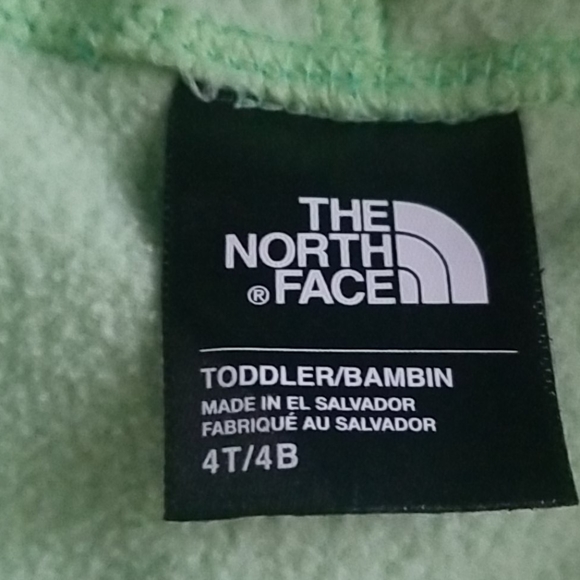 THE
NORTH
® FACE
TODDLER/BAMBIN
MADE IN EL SALVADOR
FABRIQUÉ AU SALVADOR
4T/4B